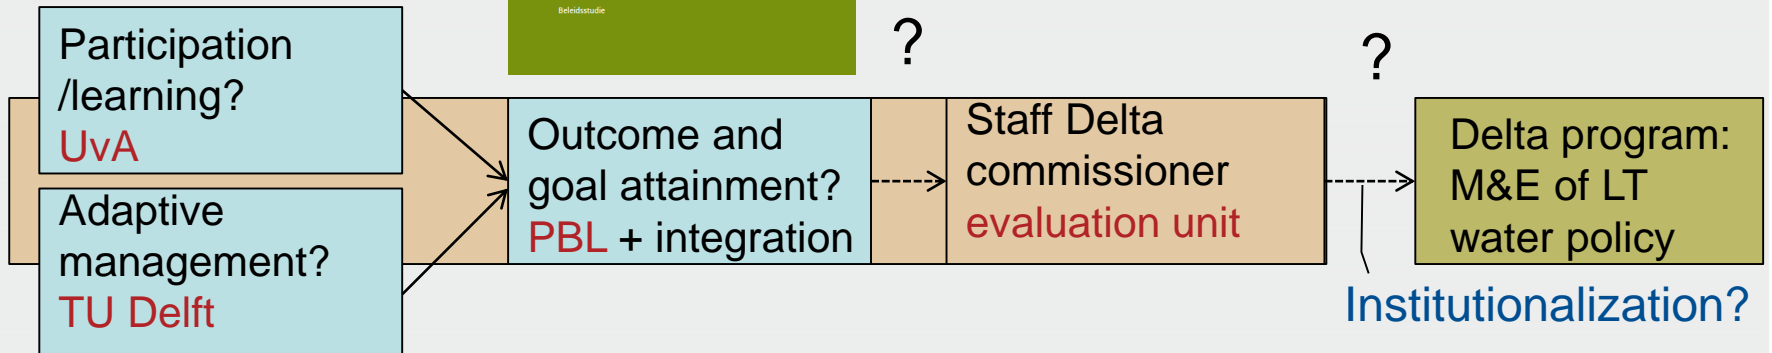 Beleidsstudie
Participation
/learning?
UvA
Adaptive
management?
TU Delft
Outcome and
goal attainment?
PBL + integration
?
Staff Delta
commissioner
evaluation unit
?
Delta program:
M&E of LT
water policy
Institutionalization?